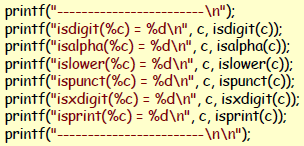 printf("-------------------------\n");
printf("isdigit(%c) = %d\n", c, isdigit(c));
printf("isalpha(%c) = %d\n", c, isalpha(c));
printf("islower(%c) = %d\n", c, islower(c));
printf("ispunct(%c) = %d\n", c, ispunct(c));
printf("isxdigit(%c) = %d\n", c, isxdigit(c));
printf("isprint(%c) = %d\n", c, isprint(c));
printf("-------------------------\n\n");